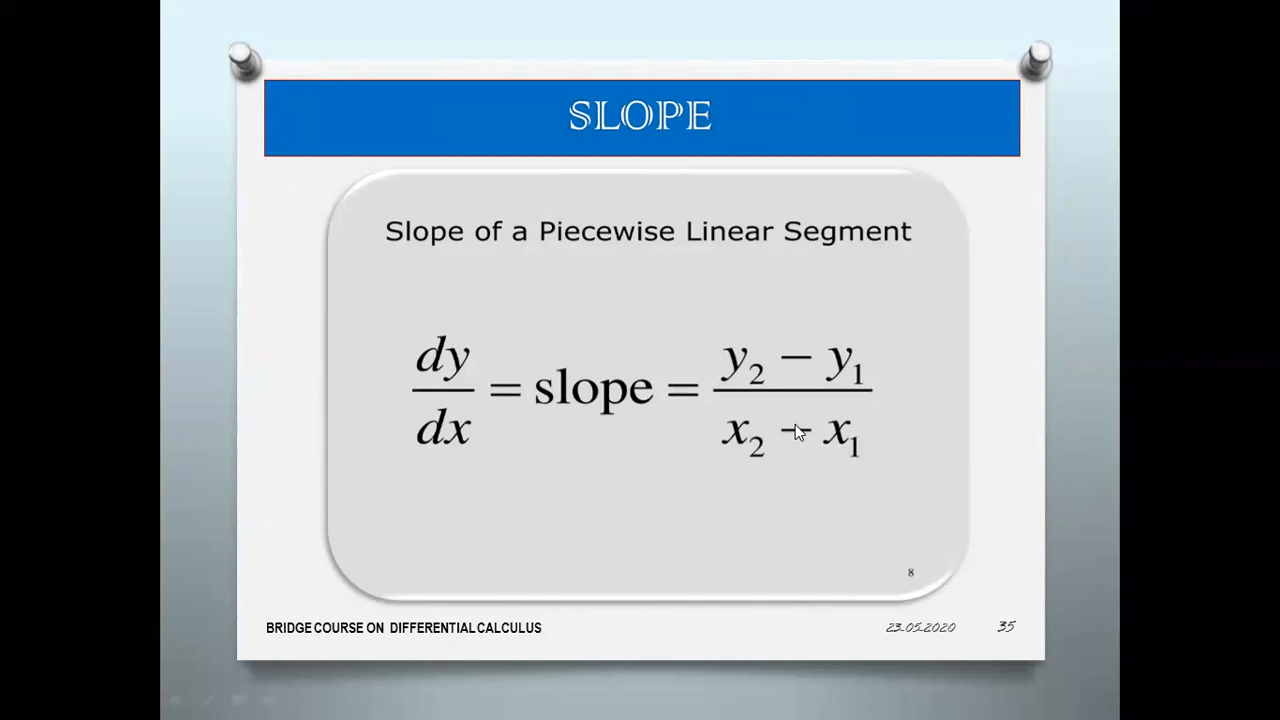 SLOPE
Slope of a Piecewise Linear Segment
dy/dx = slope = (y₂ − y₁)/(x₂ − x₁)
8
BRIDGE COURSE ON DIFFERENTIAL CALCULUS 23.05.2020 35